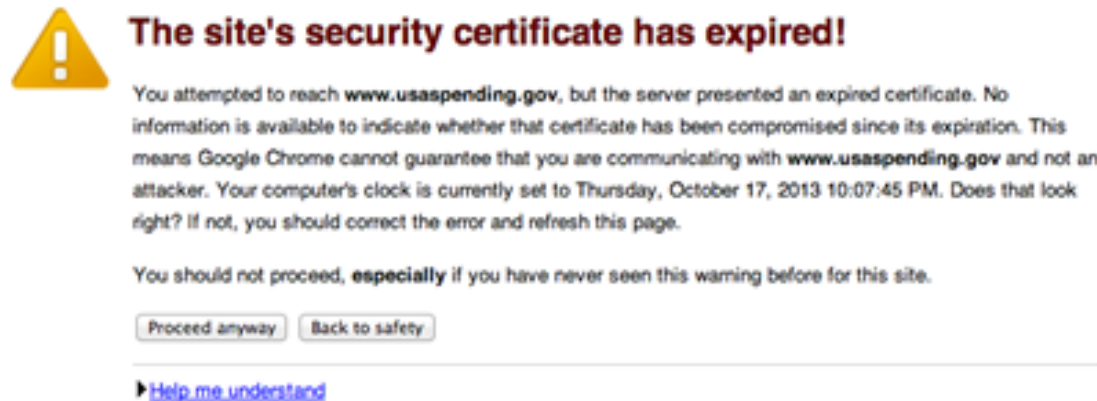 The site's security certificate has expired!
You attempted to reach www.usaspending.gov, but the server presented an expired certificate. No
information is available to indicate whether that certificate has been compromised since its expiration. This
means Google Chrome cannot guarantee that you are communicating with www.usaspending.gov and not an
attacker. Your computer's clock is currently set to Thursday, October 17, 2013 10:07:45 PM. Does that look
right? If not, you should correct the error and refresh this page.
You should not proceed, especially if you have never seen this warning before for this site.
Proceed anyway Back to safety
Help me understand